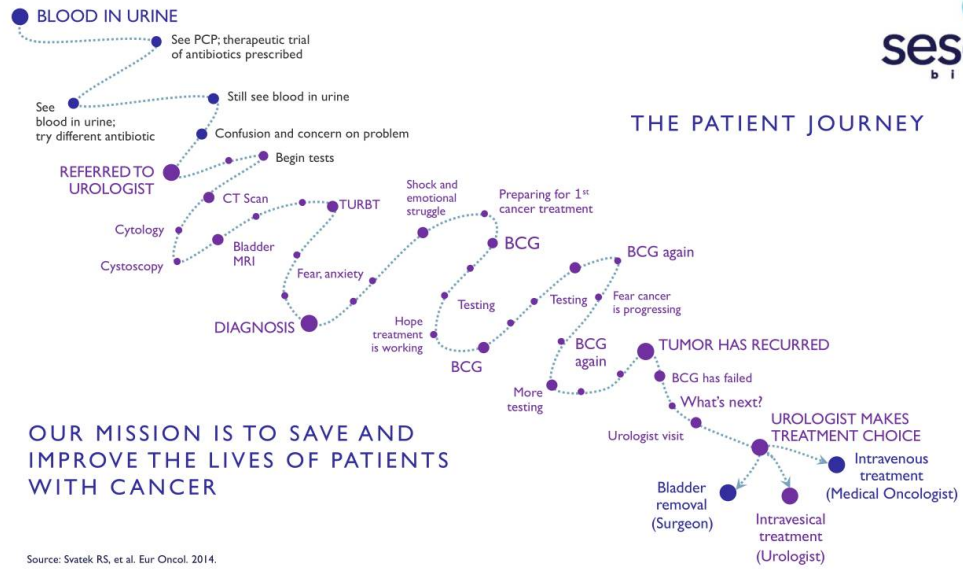 BLOOD IN URINE
See PCP; therapeutic trial
of antibiotics prescribed
ses
bi
See
blood in urine;
try different antibiotic
Still see blood in urine
THE PATIENT JOURNEY
Confusion and concern on problem
REFERRED TO
UROLOGIST
Begin tests
CT Scan
Cytology
Cystoscopy
Bladder
MRI
TURBT
Fear, anxiety
DIAGNOSIS
Shock and
emotional
struggle
Preparing for 1st
cancer treatment
BCG
Testing
Hope
treatment
is working
BCG
Testing
BCG again
Fear cancer
is progressing
BCG
again
More
testing
TUMOR HAS RECURRED
BCG has failed
What's next?
Urologist visit
UROLOGIST MAKES
TREATMENT CHOICE
Intravenous
treatment
(Medical Oncologist)
Bladder
removal
(Surgeon)
Intravesical
treatment
(Urologist)
OUR MISSION IS TO SAVE AND
IMPROVE THE LIVES OF PATIENTS
WITH CANCER
Source: Svatek RS, et al. Eur Oncol. 2014.